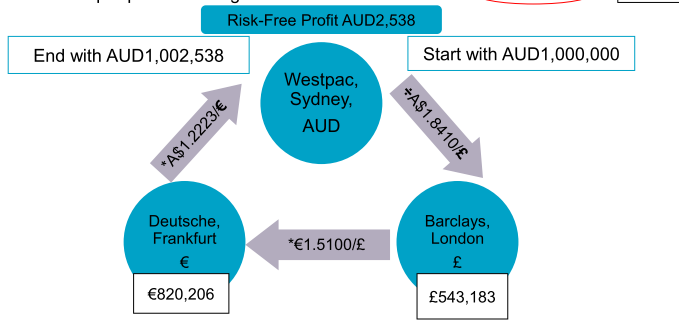 Risk-Free Profit AUD2,538
End with AUD1,002,538
Start with AUD1,000,000
Westpac,
Sydney,
AUD
*A$1.2223/€
÷A$1.8410/£
Deutsche,
Frankfurt
€
*€1.5100/£
Barclays,
London
£
€820,206
£543,183